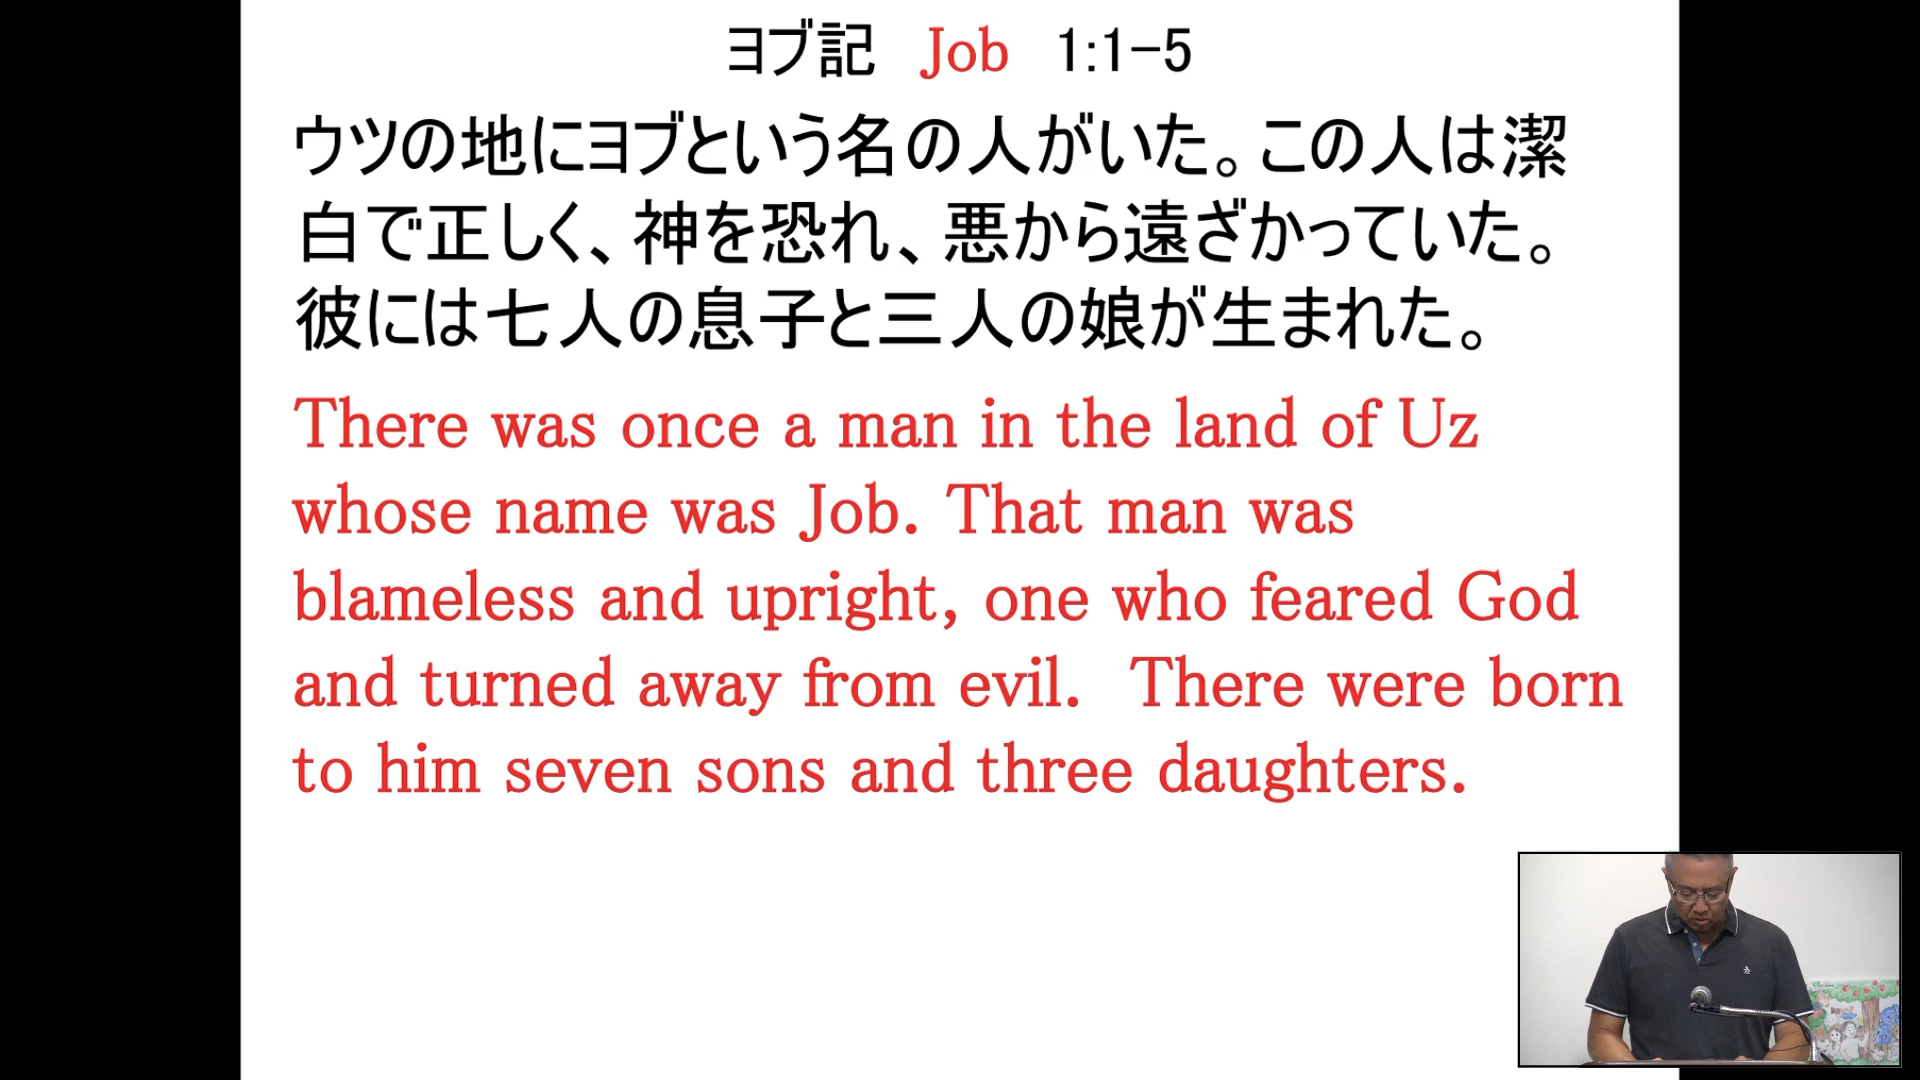 ヨブ記 Job 1:1-5
ウツの地にヨブという名の人がいた。この人は潔
白で正しく、神を恐れ、悪から遠ざかっていた。
彼には七人の息子と三人の娘が生まれた。
There was once a man in the land of Uz
whose name was Job. That man was
blameless and upright, one who feared God
and turned away from evil.  There were born
to him seven sons and three daughters.